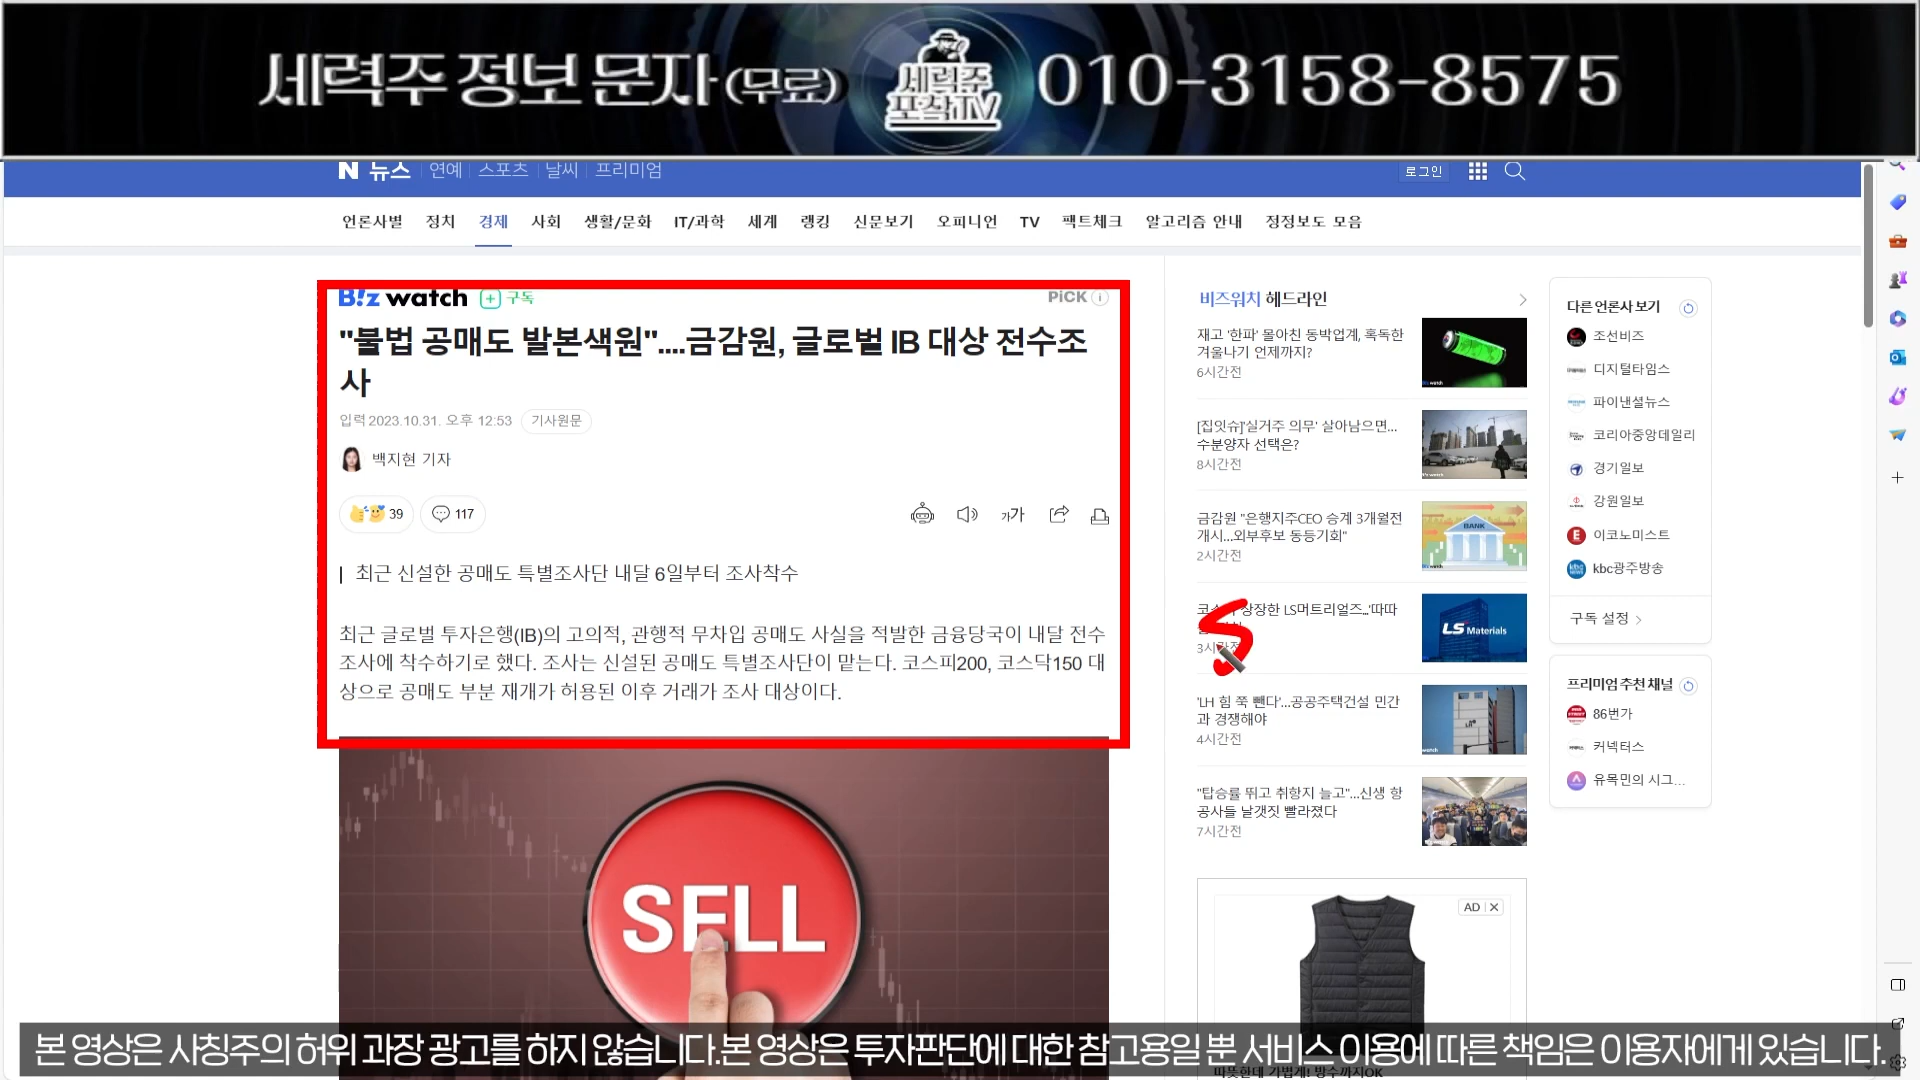 세력주 정보 문자 (무료)
세력주
포착TV
010-3158-8575
N 뉴스 연예 스포츠 날씨 프리미엄
로그인
언론사별 정치 경제 사회 생활/문화 IT/과학 세계 랭킹 신문보기 오피니언 TV 팩트체크 알고리즘 안내 정정보도 모음
B!z watch 구독
PiCK
"불법 공매도 발본색원"....금감원, 글로벌 IB 대상 전수조
사
입력 2023.10.31. 오후 12:53 기사원문
백지현 기자
39 117
가가
최근 신설한 공매도 특별조사단 내달 6일부터 조사착수
최근 글로벌 투자은행(IB)의 고의적, 관행적 무차입 공매도 사실을 적발한 금융당국이 내달 전수
조사에 착수하기로 했다. 조사는 신설된 공매도 특별조사단이 맡는다. 코스피200, 코스닥150 대
상으로 공매도 부분 재개가 허용된 이후 거래가 조사 대상이다.
SELL
비즈워치 헤드라인
재고 '한파' 몰아친 동박업계, 혹독한
겨울나기 언제까지?
6시간전
[집잇슈]'실거주 의무' 살아남으면...
수분양자 선택은?
8시간전
금감원 "은행지주CEO 승계 3개월전
개시...외부후보 동등기회"
2시간전
BANK
상장한 LS머트리얼즈...'따따
3시간전
LS Materials
5
'LH 힘 쭉 뺀다'...공공주택건설 민간
과 경쟁해야
4시간전
LH
"탑승률 뛰고 취항지 늘고"...신생 항
공사들 날갯짓 빨라졌다
7시간전
AD
따뜻한데 가볍게! 방수까지OK
다른 언론사 보기
조선비즈
디지털타임스
파이낸셜뉴스
코리아중앙데일리
경기일보
강원일보
E 이코노미스트
kbc광주방송
구독 설정
프리미엄 추천 채널
86번가
커넥터스
유목민의 시그...
본 영상은 사칭주의 허위 과장 광고를 하지 않습니다.본 영상은 투자판단에 대한 참고용일 뿐 서비스 이용에 따른 책임은 이용자에게 있습니다.